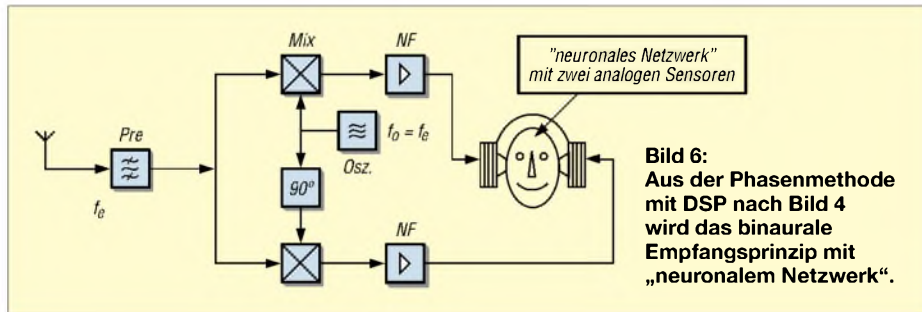 Mix
NF
"neuronales Netzwerk"
mit zwei analogen Sensoren
Pre
fo = fe
Osz.
fe
90°
NF
Bild 6:
Aus der Phasenmethode
mit DSP nach Bild 4
wird das binaurale
Empfangsprinzip mit
„neuronalem Netzwerk“.